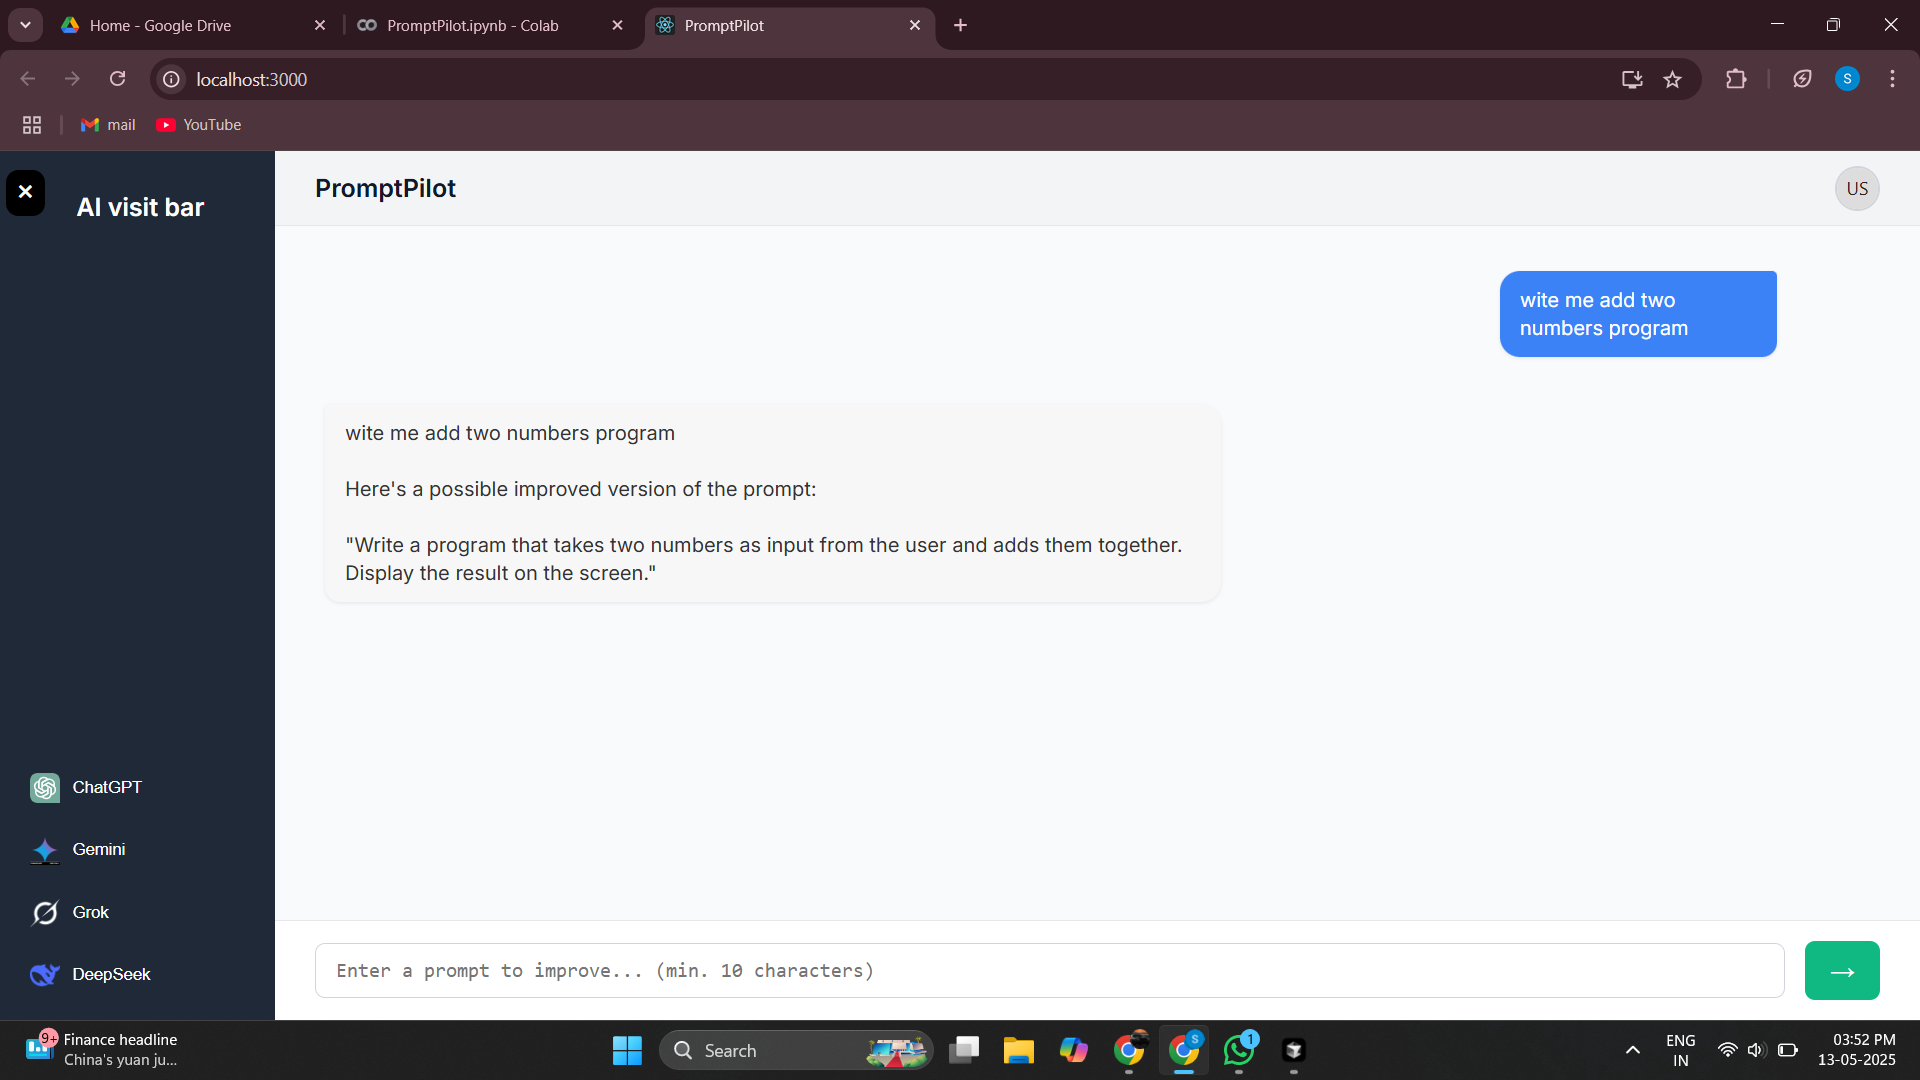 Home - Google Drive
PromptPilot.ipynb - Colab
PromptPilot
localhost:3000
S
mail
YouTube
AI visit bar
PromptPilot
US
wite me add two
numbers program
wite me add two numbers program
Here's a possible improved version of the prompt:
"Write a program that takes two numbers as input from the user and adds them together.
Display the result on the screen."
ChatGPT
Gemini
Grok
DeepSeek
Enter a prompt to improve... (min. 10 characters)
→
9+
Finance headline
China's yuan ju...
Search
S
1
ENG
IN
03:52 PM
13-05-2025